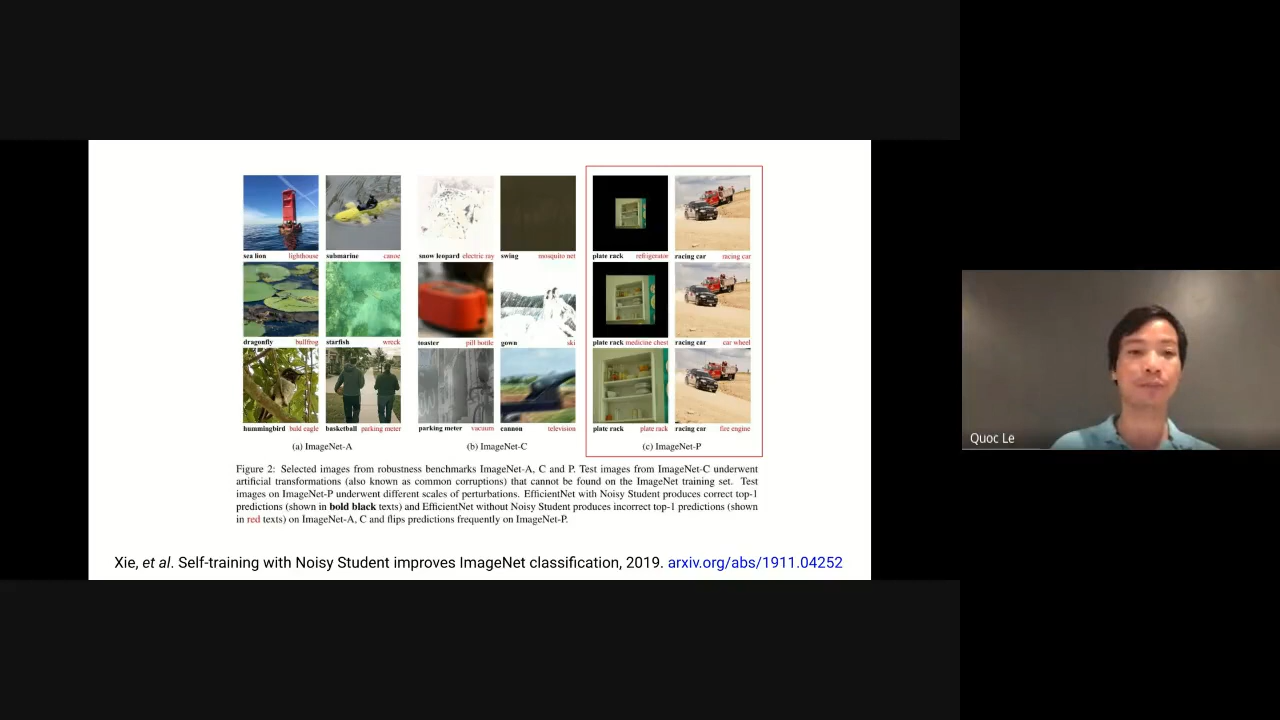 sea lion lighthouse submarine canoe snow leopard electric ray swing mosquito net plate rack refrigerator racing car racing car
dragonfly bullfrog starfish wreck toaster pill bottle gown ski plate rack medicine chest racing car car wheel
hummingbird bald eagle basketball parking meter parking meter vacuum cannon television plate rack plate rack racing car fire engine
(a) ImageNet-A (b) ImageNet-C (c) ImageNet-P
Figure 2: Selected images from robustness benchmarks ImageNet-A, C and P. Test images from ImageNet-C underwent
artificial transformations (also known as common corruptions) that cannot be found on the ImageNet training set. Test
images on ImageNet-P underwent different scales of perturbations. EfficientNet with Noisy Student produces correct top-1
predictions (shown in bold black texts) and EfficientNet without Noisy Student produces incorrect top-1 predictions (shown
in red texts) on ImageNet-A, C and flips predictions frequently on ImageNet-P.
Xie, et al. Self-training with Noisy Student improves ImageNet classification, 2019. arxiv.org/abs/1911.04252
Quoc Le